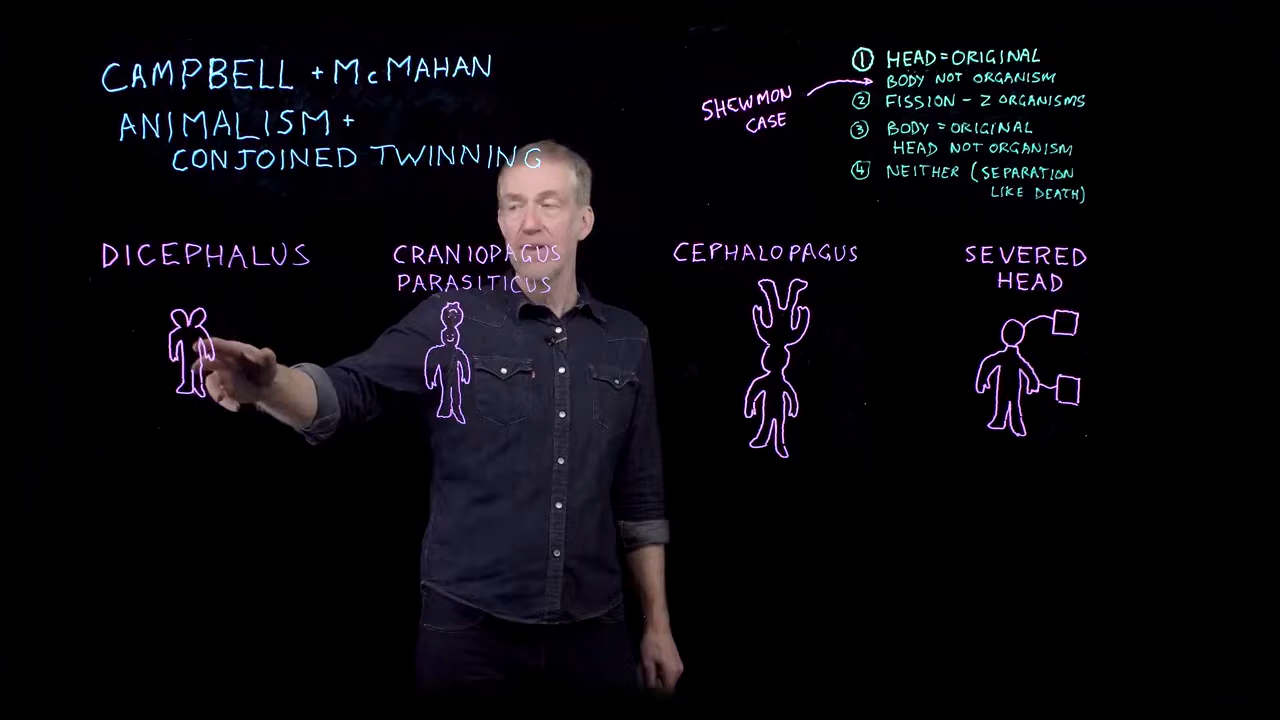 CAMPBELL + McMAHAN
ANIMALISM +
CONJOINED TWINNING
SHEWMON
CASE
① HEAD = ORIGINAL
BODY NOT ORGANISM
② FISSION - 2 ORGANISMS
③ BODY = ORIGINAL
HEAD NOT ORGANISM
④ NEITHER (SEPARATION
LIKE DEATH)
DICEPHALUS
CRANIOPAGUS
PARASITICUS
CEPHALOPAGUS
SEVERED
HEAD